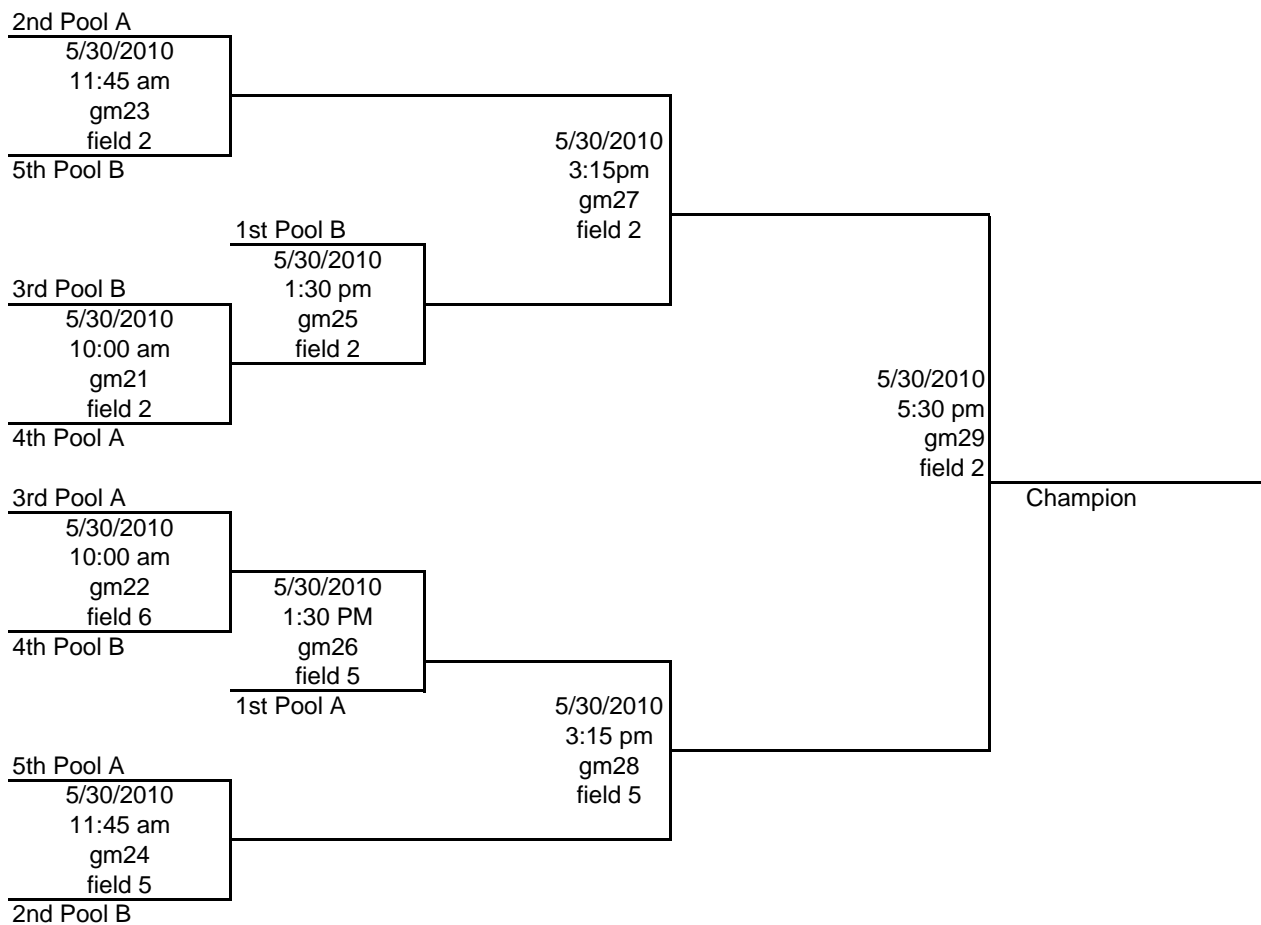 2nd Pool A
5/30/2010
11:45 am
gm23
field 2
5th Pool B
5/30/2010
3:15pm
gm27
field 2
1st Pool B
5/30/2010
1:30 pm
gm25
field 2
3rd Pool B
5/30/2010
10:00 am
gm21
field 2
4th Pool A
5/30/2010
5:30 pm
gm29
field 2
Champion
3rd Pool A
5/30/2010
10:00 am
gm22
field 6
4th Pool B
5/30/2010
1:30 PM
gm26
field 5
1st Pool A
5/30/2010
3:15 pm
gm28
field 5
5th Pool A
5/30/2010
11:45 am
gm24
field 5
2nd Pool B